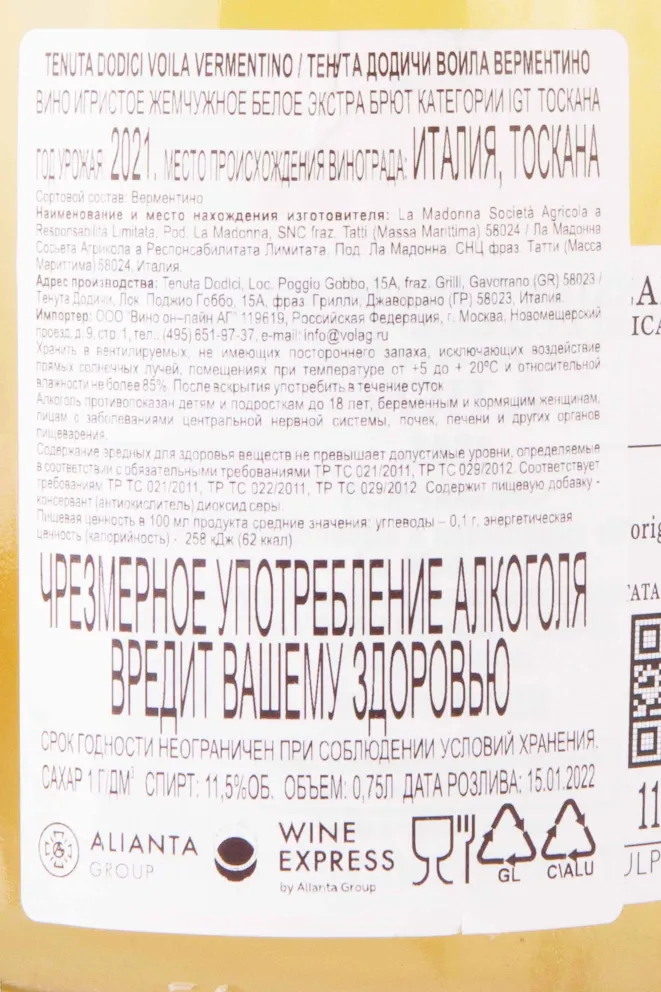 TENUTA DODICI VOILA VERMENTINO / ТЕНУТА ДОДИЧИ ВОИЛА ВЕРМЕНТИНО
ВИНО ИГРИСТОЕ ЖЕМЧУЖНОЕ БЕЛОЕ ЭКСТРА БРЮТ КАТЕГОРИИ IGT ТОСКАНА
ГОД УРОЖАЯ: 2021, МЕСТО ПРОИСХОЖДЕНИЯ ВИНОГРАДА: ИТАЛИЯ, ТОСКАНА
Сортовой состав: Верментино
Наименование и место нахождения изготовителя: La Madonna Società Agricola a
Responsabilità Limitata, Pod. La Madonna, SNC fraz. Tatti (Massa Marittima) 58024 / Ла Мадонна
Сосьета Агрикола а Респонсабилитата Лимитата. Под. Ла Мадонна, СНЦ фраз. Татти (Масса
Мариттима) 58024, Италия.
Адрес производства: Tenuta Dodici, Loc. Poggio Gobbo, 15A, fraz. Grilli, Gavorrano (GR) 58023 /
Тенута Додичи, Лок. Поджио Гоббо, 15А, фраз. Грилли, Джаворрано (ГР) 58023, Италия.
Импортер: ООО "Вино он-лайн АГ" 119619, Российская Федерация, г. Москва, Новомещерский
проезд, д.9, стр. 1, тел.: (495) 651-97-37, e-mail: info@volag.ru
Хранить в вентилируемых, не имеющих постороннего запаха, исключающих воздействие
прямых солнечных лучей, помещениях при температуре от +5 до + 20°С и относительной
влажности не более 85%. После вскрытия употребить в течение суток
Алкоголь противопоказан детям и подросткам до 18 лет, беременным и кормящим женщинам,
лицам с заболеваниями центральной нервной системы, почек, печени и других органов
пищеварения.
Содержание вредных для здоровья веществ не превышает допустимые уровни, определяемые
в соответствии с обязательными требованиями ТР ТС 021/2011, ТР ТС 029/2012. Соответствует
требованиям ТР ТС 021/2011, ТР ТС 022/2011, ТР ТС 029/2012. Содержит пищевую добавку -
консервант (антиокислитель) диоксид серы.
Пищевая ценность в 100 мл продукта средние значения: углеводы – 0,1 г, энергетическая
ценность (калорийность) - 258 кДж (62 ккал)
ЧРЕЗМЕРНОЕ УПОТРЕБЛЕНИЕ АЛКОГОЛЯ
ВРЕДИТ ВАШЕМУ ЗДОРОВЬЮ
СРОК ГОДНОСТИ НЕОГРАНИЧЕН ПРИ СОБЛЮДЕНИИ УСЛОВИЙ ХРАНЕНИЯ.
САХАР 1 Г/ДМ³ СПИРТ: 11,5%ОБ. ОБЪЕМ: 0,75Л ДАТА РОЗЛИВА: 15.01.2022
ALIANTA
GROUP
WINE
EXPRESS
by Alianta Group
GL
C\ALU
11